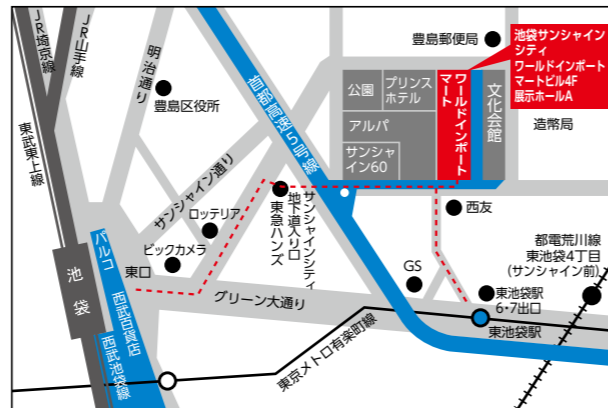 JR埼京線
JR山手線
明治通り
豊島区役所
東武東上線
首都高速5号線
豊島郵便局
池袋サンシャイン
シティ
ワールドインポート
マートビル4F
展示ホールA
公園
プリンス
ホテル
アルパ
サンシャ
イン60
ワールドインポート
マート
文化会館
造幣局
サンシャイン通り
ロッテリア
ビックカメラ
東口
サンシャインシティ
地下道入り口
東急ハンズ
西友
都電荒川線
東池袋4丁目
(サンシャイン前)
GS
東池袋駅
6・7出口
東池袋駅
グリーン大通り
池袋
パルコ
西武百貨店
西武池袋線
東京メトロ有楽町線